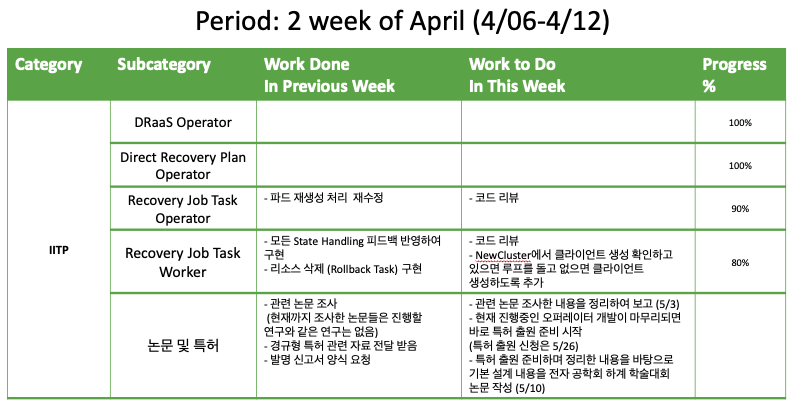 Period: 2 week of April (4/06-4/12)
Category
Subcategory
Work Done
In Previous Week
Work to Do
In This Week
Progress
%
IITP
DRaaS Operator
100%
Direct Recovery Plan
Operator
100%
Recovery Job Task
Operator
- 파드 재생성 처리 재수정
- 코드 리뷰
90%
Recovery Job Task
Worker
- 모든 State Handling 피드백 반영하여
구현
- 리소스 삭제 (Rollback Task) 구현
- 코드 리뷰
- NewCluster에서 클라이언트 생성 확인하고
있으면 루프를 돌고 없으면 클라이언트
생성하도록 추가
80%
논문 및 특허
- 관련 논문 조사
(현재까지 조사한 논문들은 진행할
연구와 같은 연구는 없음)
- 경규형 특허 관련 자료 전달 받음
- 발명 신고서 양식 요청
- 관련 논문 조사한 내용을 정리하여 보고 (5/3)
- 현재 진행중인 오퍼레이터 개발이 마무리되면
바로 특허 출원 준비 시작
(특허 출원 신청은 5/26)
- 특허 출원 준비하며 정리한 내용을 바탕으로
기본 설계 내용을 전자 공학회 하계 학술대회
논문 작성 (5/10)